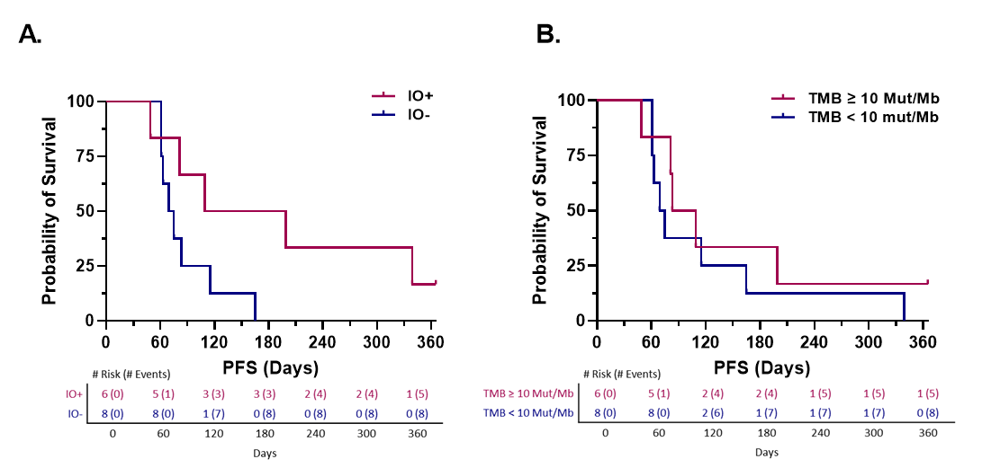 A.
B.
IO+
IO-
TMB ≥ 10 Mut/Mb
TMB < 10 mut/Mb
Probability of Survival
100
75
50
25
0
0 60 120 180 240 300 360
PFS (Days)
Probability of Survival
100
75
50
25
0
0 60 120 180 240 300 360
PFS (Days)
# Risk (# Events)
IO+ 6 (0) 5 (1) 3 (3) 3 (3) 2 (4) 2 (4) 1 (5)
IO- 8 (0) 8 (0) 1 (7) 0 (8) 0 (8) 0 (8) 0 (8)
0 60 120 180 240 300 360
Days
# Risk (# Events)
TMB ≥ 10 Mut/Mb 6 (0) 5 (1) 2 (4) 2 (4) 1 (5) 1 (5) 1 (5)
TMB < 10 Mut/Mb 8 (0) 8 (0) 2 (6) 1 (7) 1 (7) 1 (7) 0 (8)
0 60 120 180 240 300 360
Days